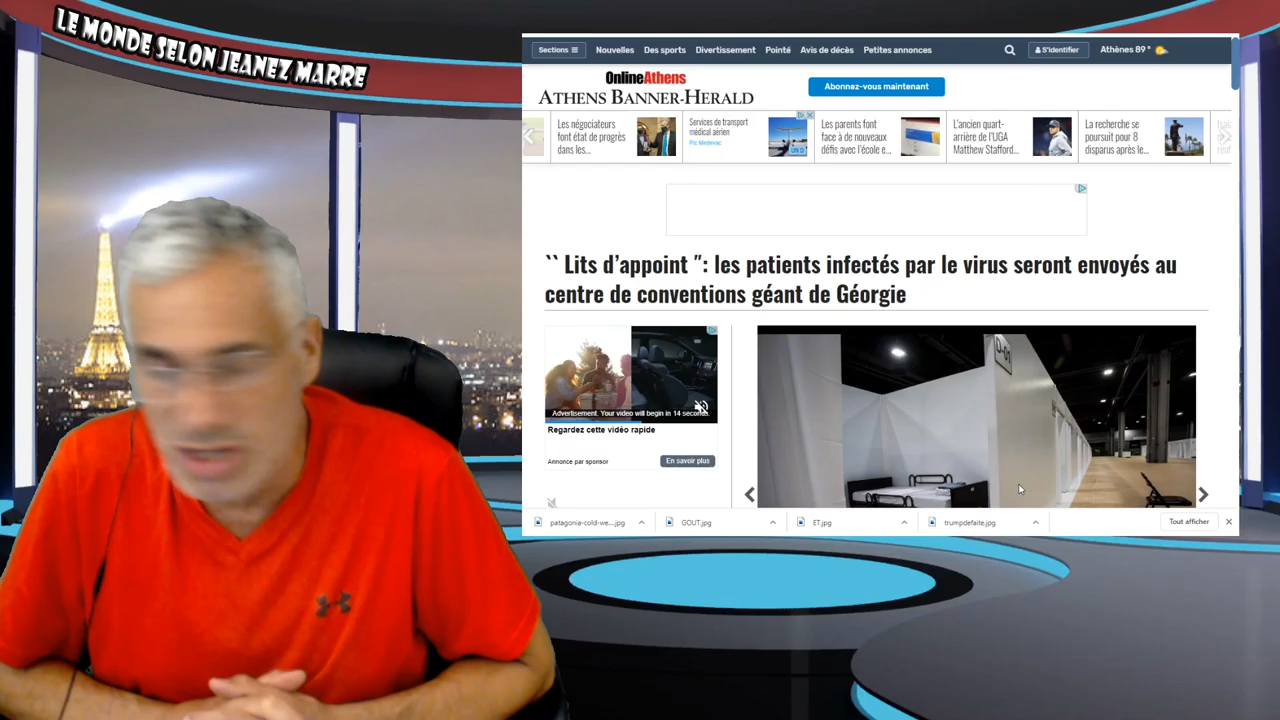 LE MONDE SELON JEANEZ MARRE
Sections
Nouvelles
Des sports
Divertissement
Pointé
Avis de décès
Petites annonces
S'identifier
Athènes 89°
OnlineAthens
ATHENS BANNER-HERALD
Abonnez-vous maintenant
Les négociateurs
font état de progrès
dans les...
Services de transport
médical aérien
Pic Medevac
Les parents font
face à de nouveaux
défis avec l'école e...
L'ancien quart-
arrière de l'UGA
Matthew Stafford...
La recherche se
poursuit pour 8
disparus après le...
`` Lits d'appoint '': les patients infectés par le virus seront envoyés au
centre de conventions géant de Géorgie
Advertisement. Your video will begin in 14 seconds.
Regardez cette vidéo rapide
Annonce par sponsor
En savoir plus
patagonia-cold-we....jpg
GOUT.jpg
ET.jpg
trumpdefaite.jpg
Tout afficher